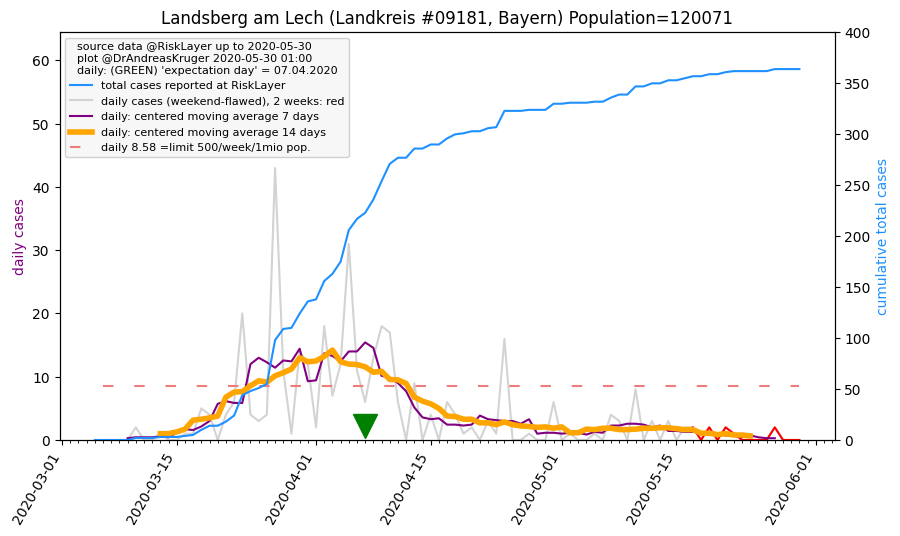 Landsberg am Lech (Landkreis #09181, Bayern) Population=120071
source data @RiskLayer up to 2020-05-30
plot @DrAndreasKruger 2020-05-30 01:00
daily: (GREEN) 'expectation day' = 07.04.2020
total cases reported at RiskLayer
daily cases (weekend-flawed), 2 weeks: red
daily: centered moving average 7 days
daily: centered moving average 14 days
daily 8.58 =limit 500/week/1mio pop.
daily cases
60
50
40
30
20
10
0
cumulative total cases
400
350
300
250
200
150
100
50
0
2020-03-01
2020-03-15
2020-04-01
2020-04-15
2020-05-01
2020-05-15
2020-06-01